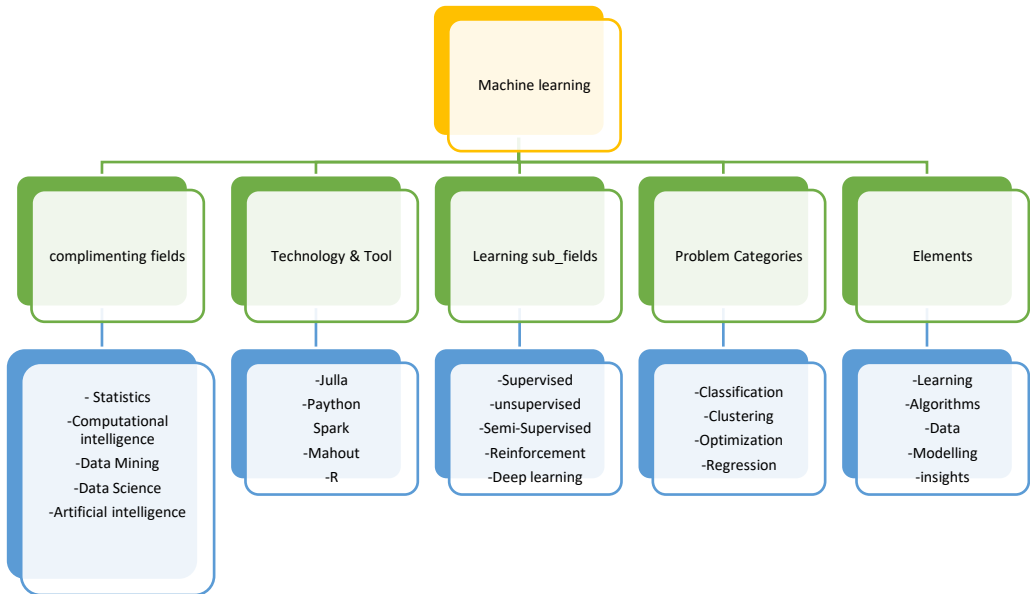 Machine learning
complimenting fields
Technology & Tool
Learning sub_fields
Problem Categories
Elements
- Statistics
-Computational
intelligence
-Data Mining
-Data Science
-Artificial intelligence
-Julla
-Paython
Spark
-Mahout
-R
-Supervised
-unsupervised
-Semi-Supervised
-Reinforcement
-Deep learning
-Classification
-Clustering
-Optimization
-Regression
-Learning
-Algorithms
-Data
-Modelling
-insights